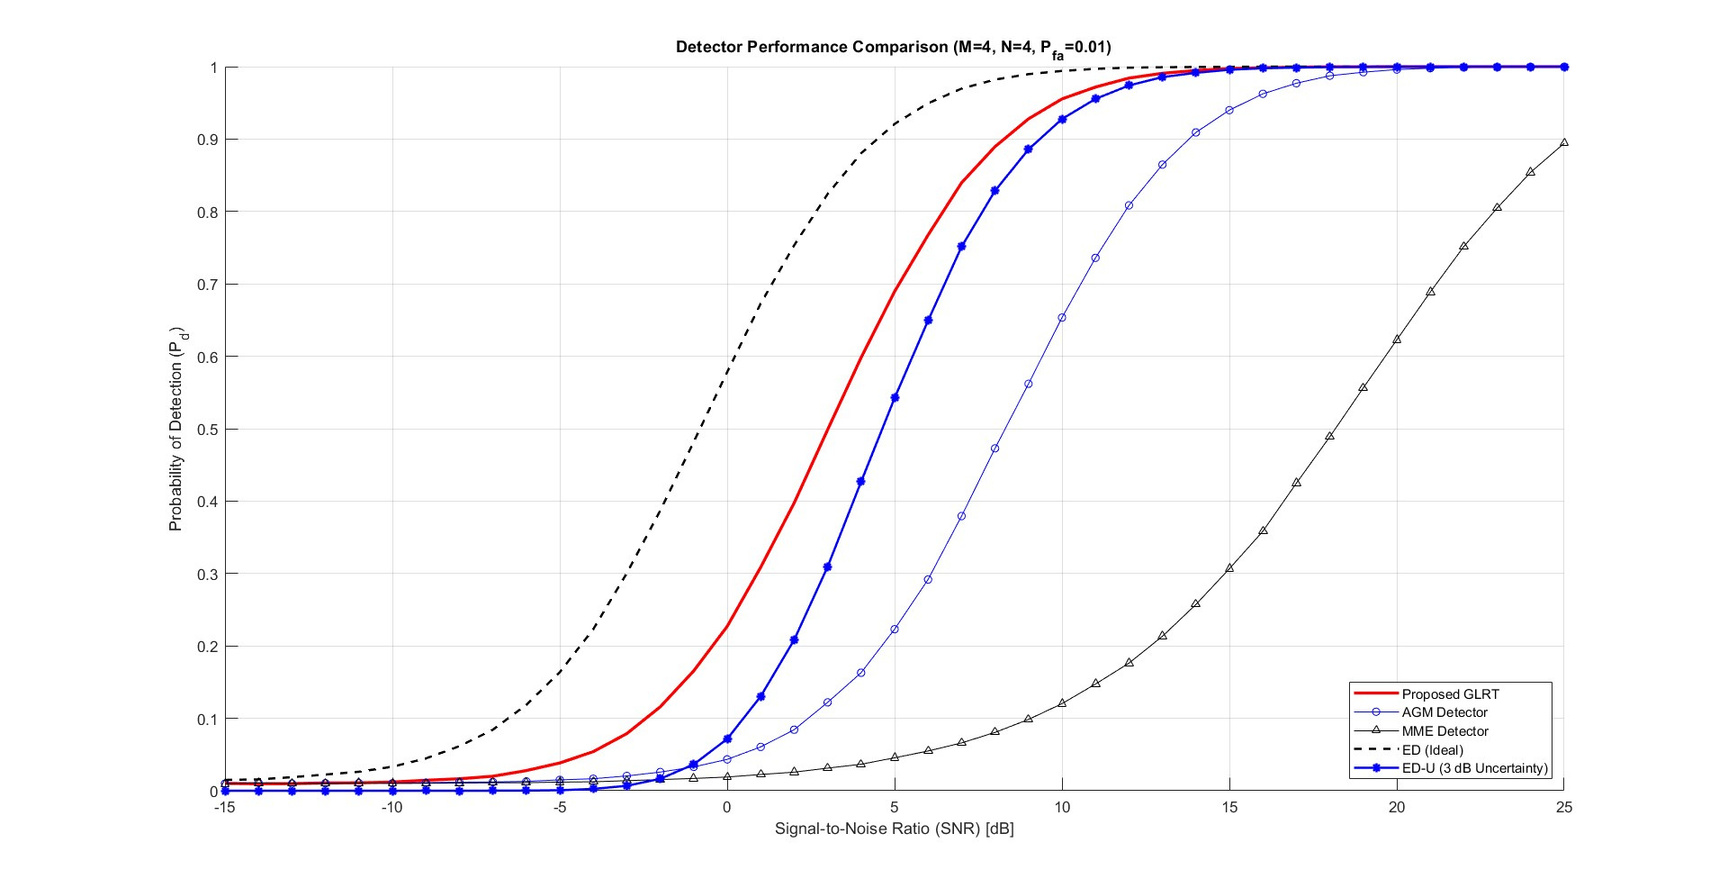 Detector Performance Comparison (M=4, N=4, Pfa=0.01)
1
0.9
0.8
0.7
0.6
0.5
0.4
0.3
0.2
0.1
0
Probability of Detection (Pd)
-15 -10 -5 0 5 10 15 20 25
Signal-to-Noise Ratio (SNR) [dB]
Proposed GLRT
AGM Detector
MME Detector
ED (Ideal)
ED-U (3 dB Uncertainty)